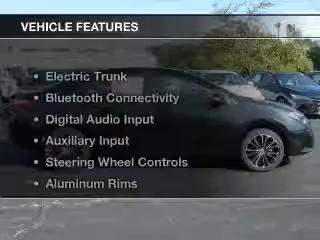 VEHICLE FEATURES
• Electric Trunk
• Bluetooth Connectivity
• Digital Audio Input
• Auxiliary Input
• Steering Wheel Controls
• Aluminum Rims